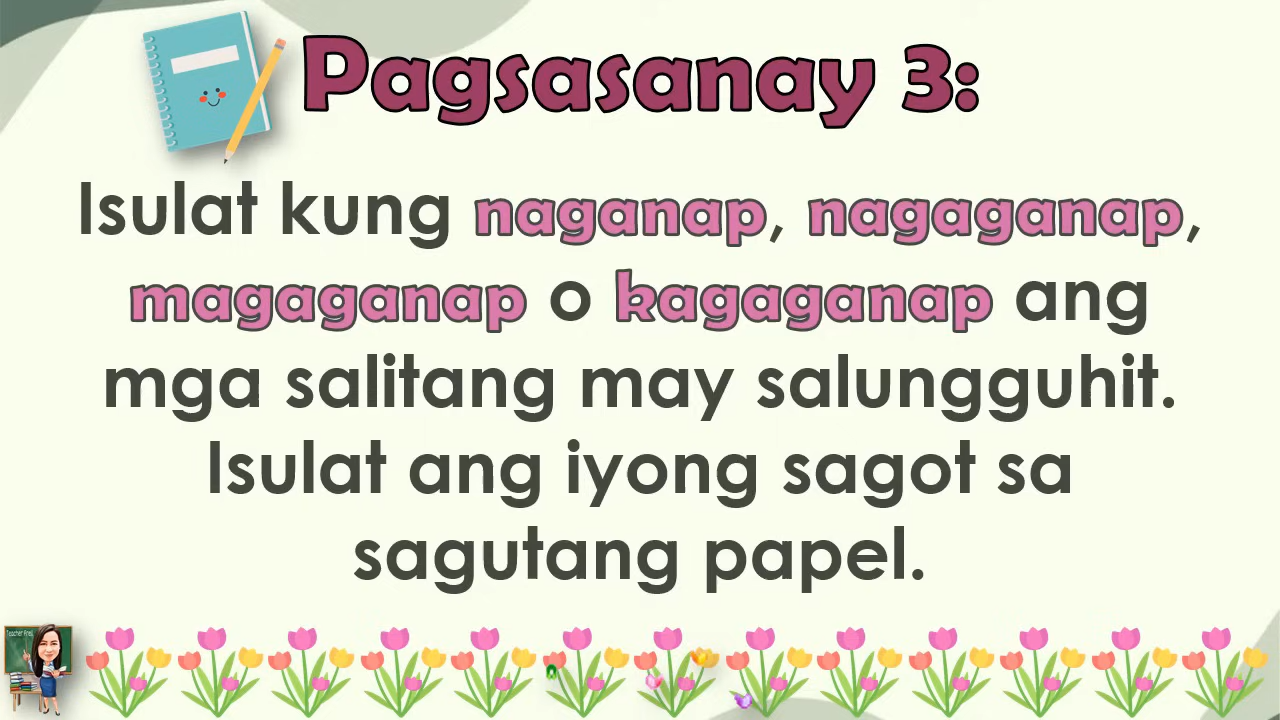 Pagsasanay 3:
Isulat kung naganap, nagaganap,
magaganap o kagaganap ang
mga salitang may salungguhit.
Isulat ang iyong sagot sa
sagutang papel.